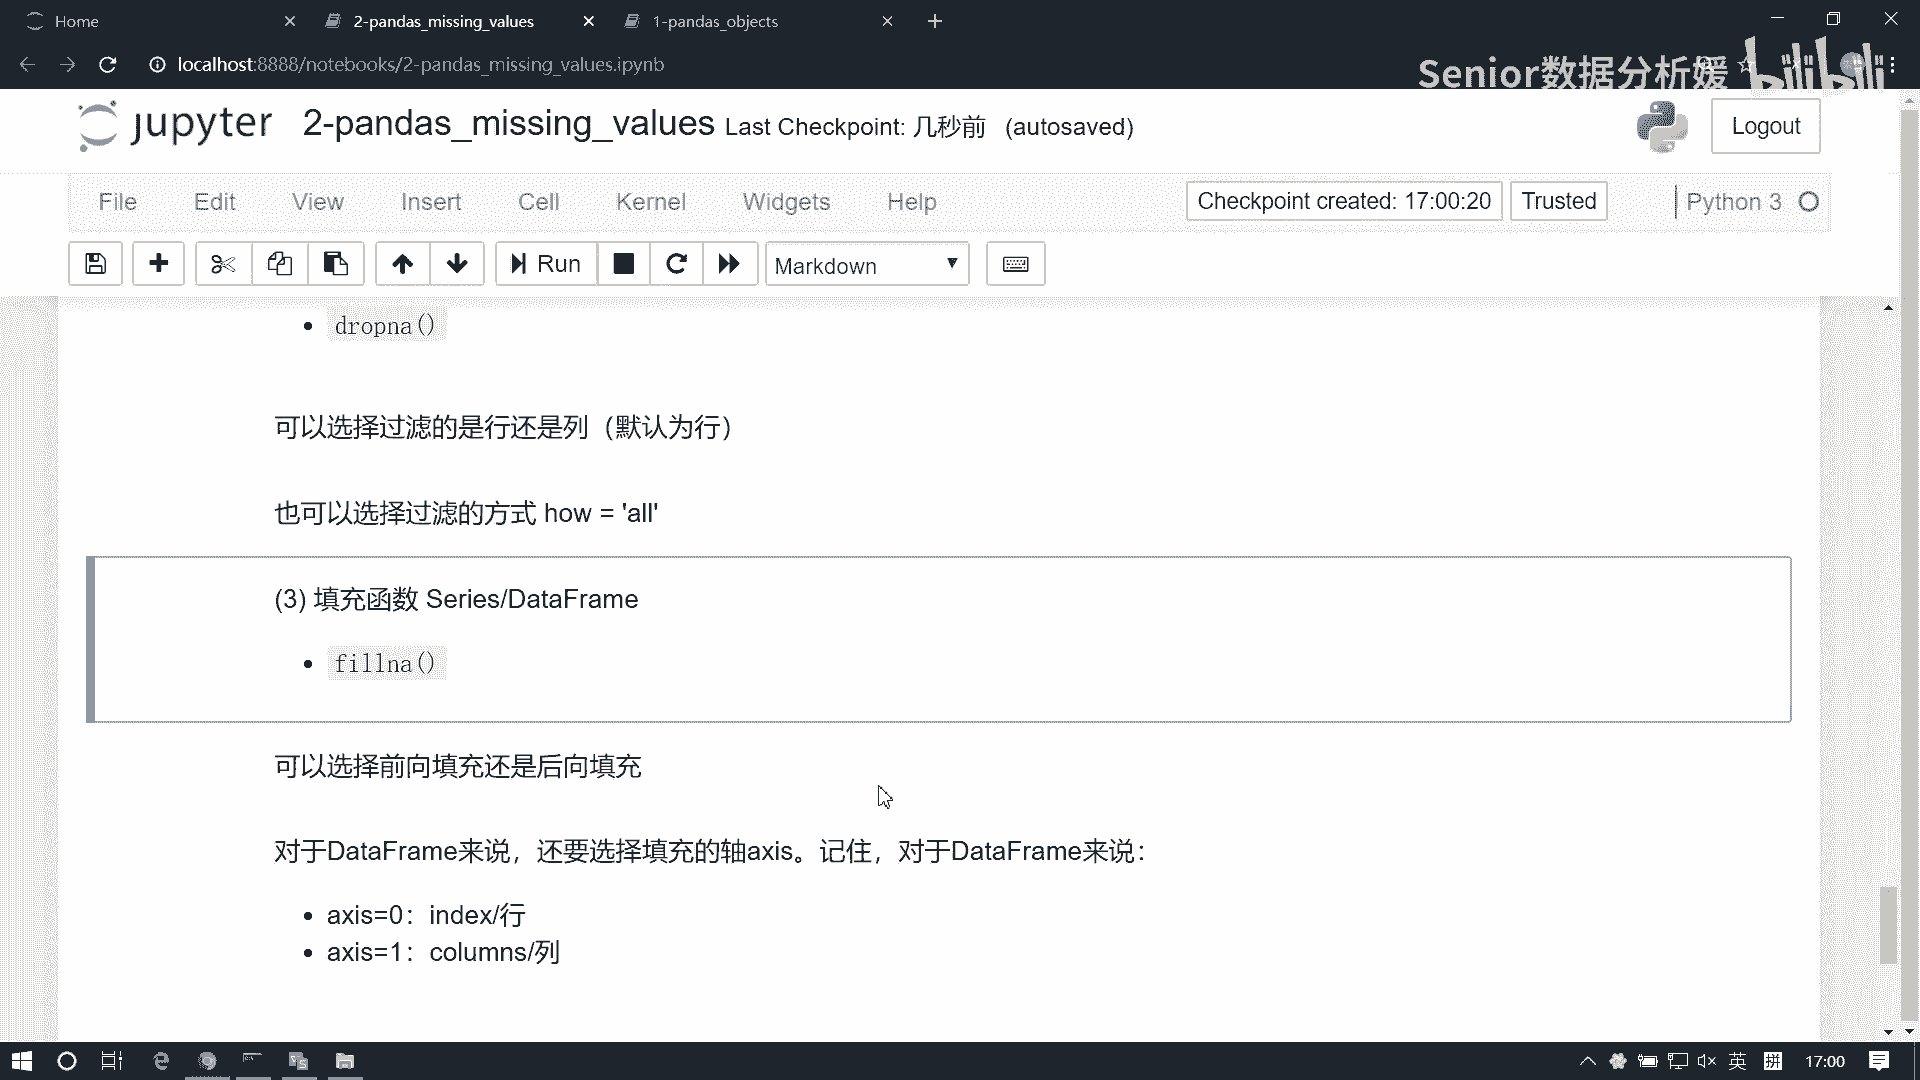 Home
2-pandas_missing_values
1-pandas_objects
localhost:8888/notebooks/2-pandas_missing_values.ipynb
Senior数据分析媛
bilibili
jupyter
2-pandas_missing_values Last Checkpoint: 几秒前 (autosaved)
Logout
File Edit View Insert Cell Kernel Widgets Help
Checkpoint created: 17:00:20
Trusted
Python 3
Run
Markdown
dropna()
可以选择过滤的是行还是列（默认为行）
也可以选择过滤的方式 how = 'all'
(3) 填充函数 Series/DataFrame
fillna()
可以选择前向填充还是后向填充
对于DataFrame来说，还要选择填充的轴axis。记住，对于DataFrame来说：
axis=0：index/行
axis=1：columns/列
英
拼
17:00